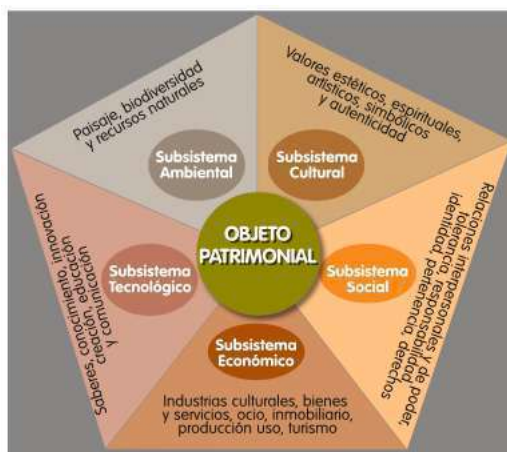 Paisaje, biodiversidad
y recursos naturales
Subsistema
Ambiental
Valores estéticos, espirituales,
artísticos, simbólicos
y autenticidad
Subsistema
Cultural
OBJETO
PATRIMONIAL
Saberes, conocimiento, innovación
creación, educación
y comunicación
Subsistema
Tecnológico
Relaciones interpersonales y de poder,
tolerancia, responsabilidad
identidad, pertenencia, derechos
Subsistema
Social
Subsistema
Económico
Industrias culturales, bienes
y servicios, ocio, inmobiliario,
producción uso, turismo